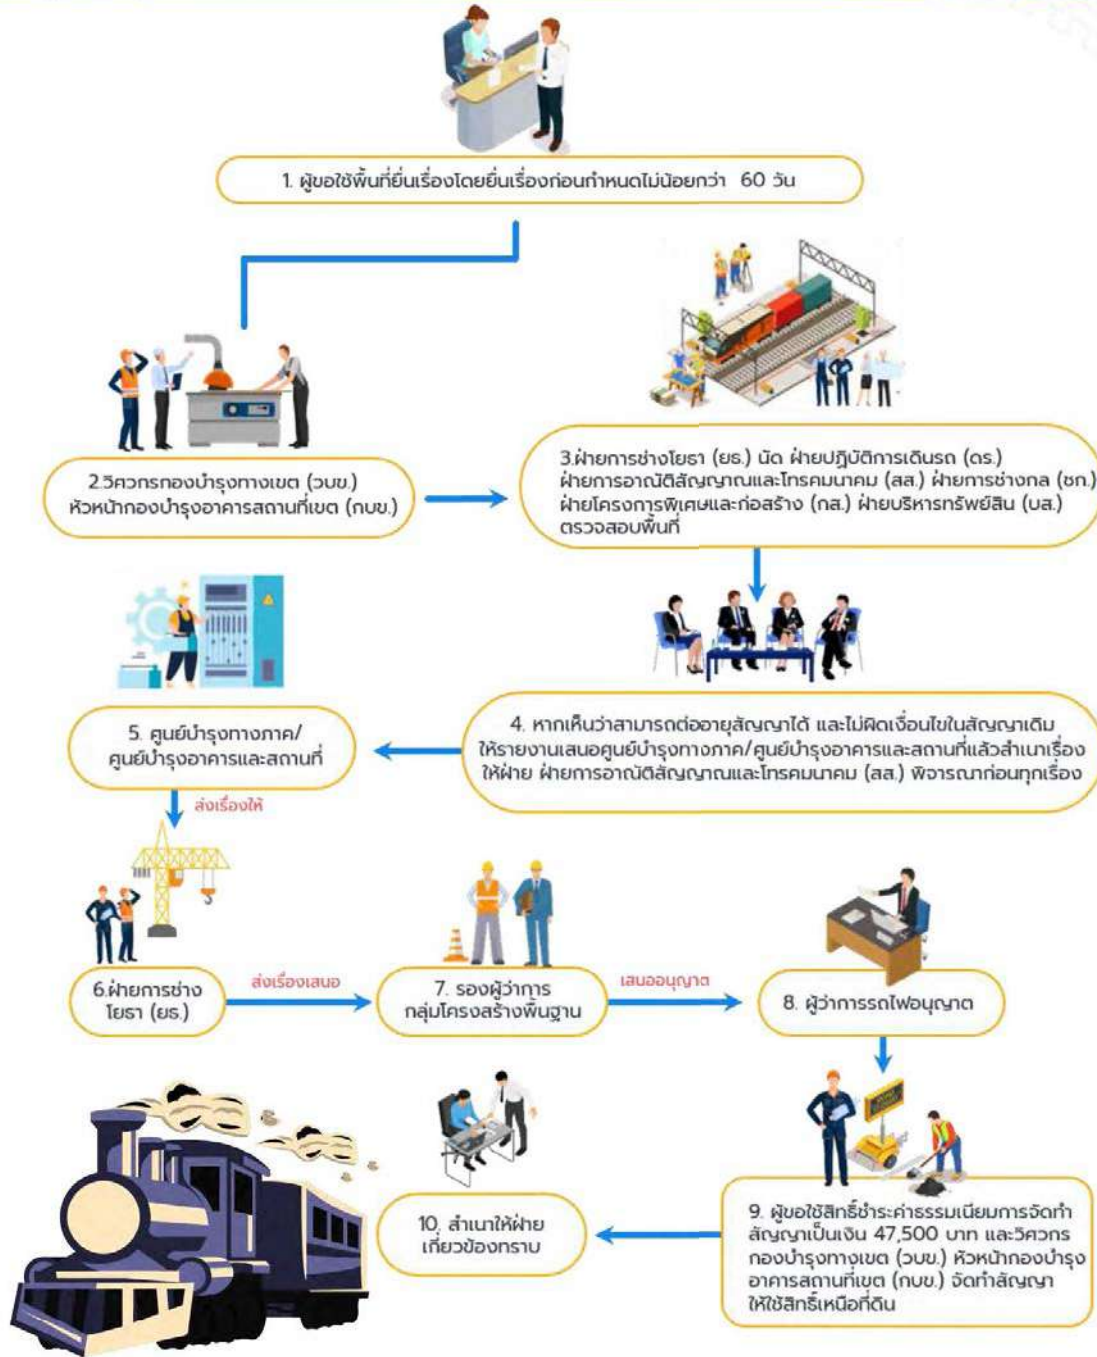 1. ผู้ขอใช้พื้นที่ยื่นเรื่องโดยยื่นเรื่องก่อนกำหนดไม่น้อยกว่า 60 วัน
2.วิศวกรกองบำรุงทางเขต (วบข.)
หัวหน้ากองบำรุงอาคารสถานที่เขต (กบข.)
3.ฝ่ายการช่างโยธา (ยธ.) นัด ฝ่ายปฏิบัติการเดินรถ (ดร.)
ฝ่ายการอาณัติสัญญาณและโทรคมนาคม (สส.) ฝ่ายการช่างกล (ชก.)
ฝ่ายโครงการพิเศษและก่อสร้าง (กส.) ฝ่ายบริหารทรัพย์สิน (บส.)
ตรวจสอบพื้นที่
4. หากเห็นว่าสามารถต่ออายุสัญญาได้ และไม่ผิดเงื่อนไขในสัญญาเดิม
ให้รายงานเสนอศูนย์บำรุงทางภาค/ศูนย์บำรุงอาคารและสถานที่แล้วสำเนาเรื่อง
ให้ฝ่าย ฝ่ายการอาณัติสัญญาณและโทรคมนาคม (สส.) พิจารณาก่อนทุกเรื่อง
5. ศูนย์บำรุงทางภาค/
ศูนย์บำรุงอาคารและสถานที่
ส่งเรื่องให้
6.ฝ่ายการช่าง
โยธา (ยธ.)
ส่งเรื่องเสนอ
7. รองผู้ว่าการ
กลุ่มโครงสร้างพื้นฐาน
เสนออนุญาต
8. ผู้ว่าการรถไฟอนุญาต
9. ผู้ขอใช้สิทธิ์ชำระค่าธรรมเนียมการจัดทำ
สัญญาเป็นเงิน 47,500 บาท และวิศวกร
กองบำรุงทางเขต (วบข.) หัวหน้ากองบำรุง
อาคารสถานที่เขต (กบข.) จัดทำสัญญา
ให้ใช้สิทธิ์เหนือที่ดิน
10. สำเนาให้ฝ่าย
เกี่ยวข้องทราบ